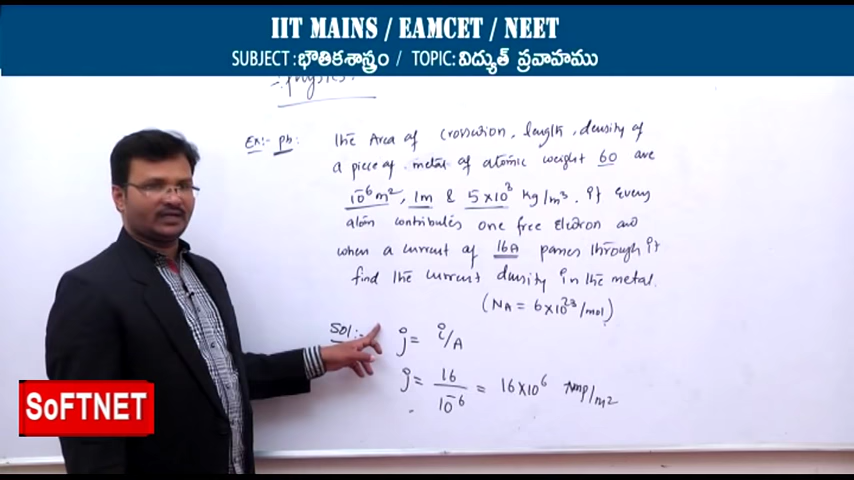 IIT MAINS / EAMCET / NEET
SUBJECT : భౌతికశాస్త్రం / TOPIC : విద్యుత్ ప్రవాహము
:physics:
Ex:- pb: The Area of crosssection, length, density of
a piece of metal of atomic weight 60 are
10⁻⁶m², 1m & 5×10³ kg/m³. If Every
atom contributes one free electron and
when a current of 16A passes through it
find the current density in the metal.
(NA = 6×10²³/mol)
Sol:- j = i/A
j = 16/10⁻⁶ = 16×10⁶ Amp/m²
SoFTNET